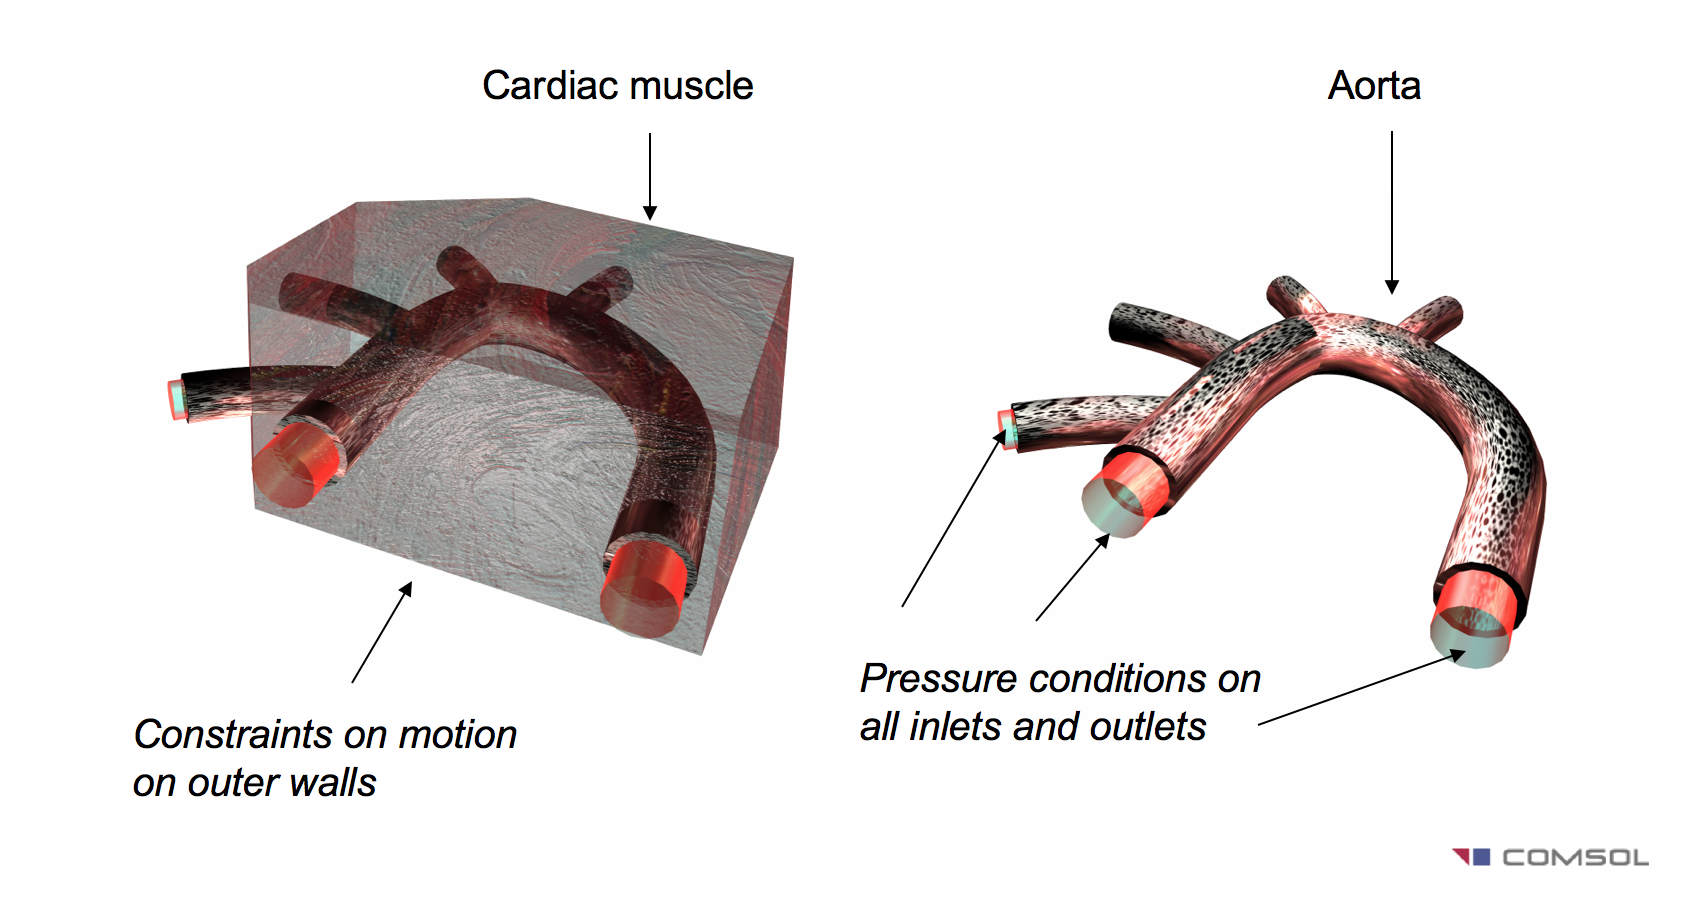 Cardiac muscle
Aorta
Constraints on motion
on outer walls
Pressure conditions on
all inlets and outlets
COMSOL